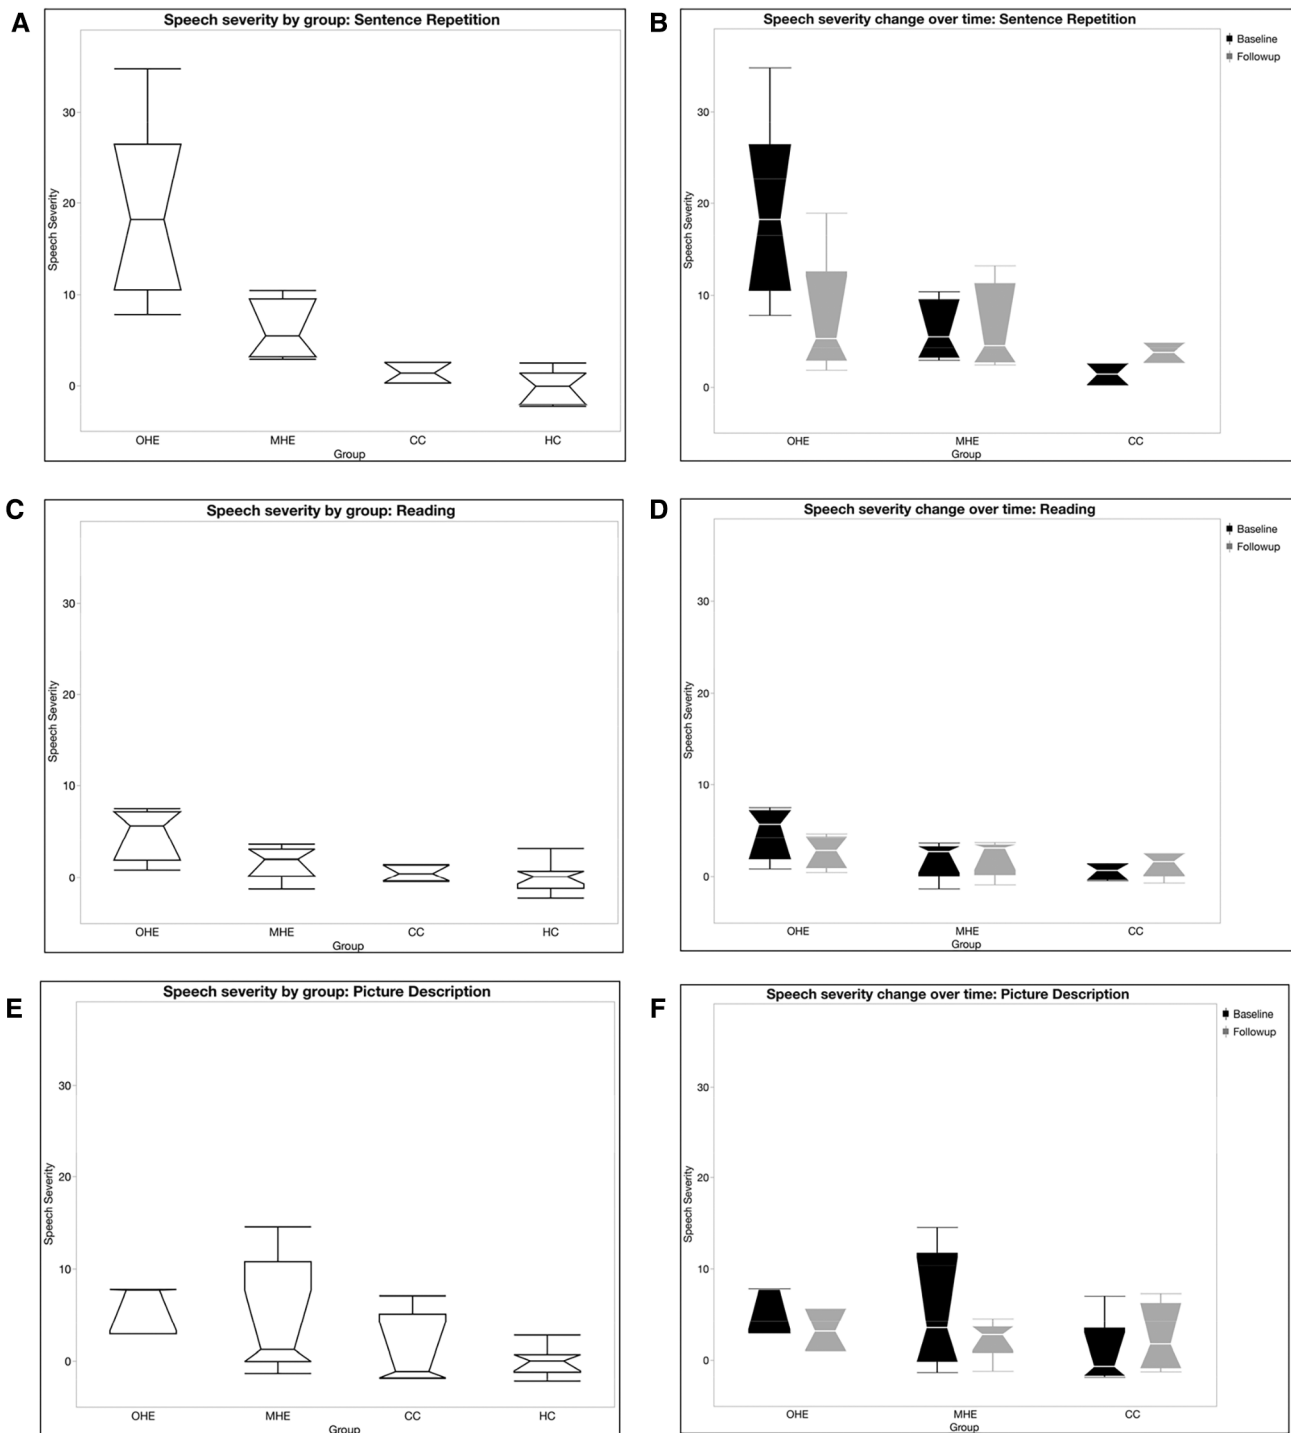 A
Speech severity by group: Sentence Repetition
Speech Severity
30
20
10
0
OHE MHE CC HC
Group
B
Speech severity change over time: Sentence Repetition
Baseline
Followup
Speech Severity
30
20
10
0
OHE MHE CC
Group
C
Speech severity by group: Reading
Speech Severity
30
20
10
0
OHE MHE CC HC
Group
D
Speech severity change over time: Reading
Baseline
Followup
Speech Severity
30
20
10
0
OHE MHE CC
Group
E
Speech severity by group: Picture Description
Speech Severity
30
20
10
0
OHE MHE CC HC
Group
F
Speech severity change over time: Picture Description
Baseline
Followup
Speech Severity
30
20
10
0
OHE MHE CC
Group